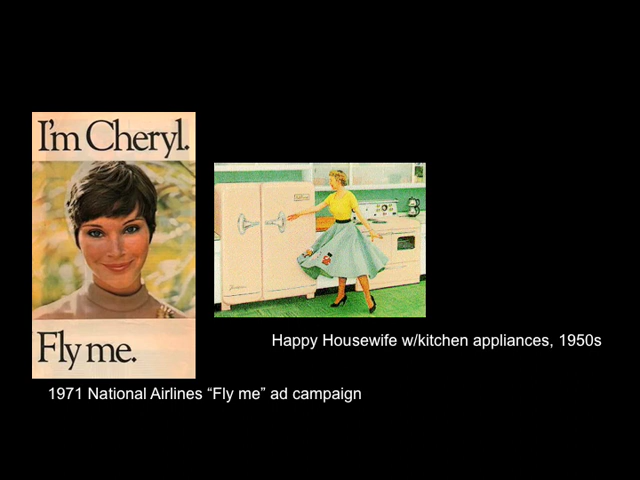 I'm Cheryl.
Fly me.
Happy Housewife w/kitchen appliances, 1950s
1971 National Airlines “Fly me” ad campaign